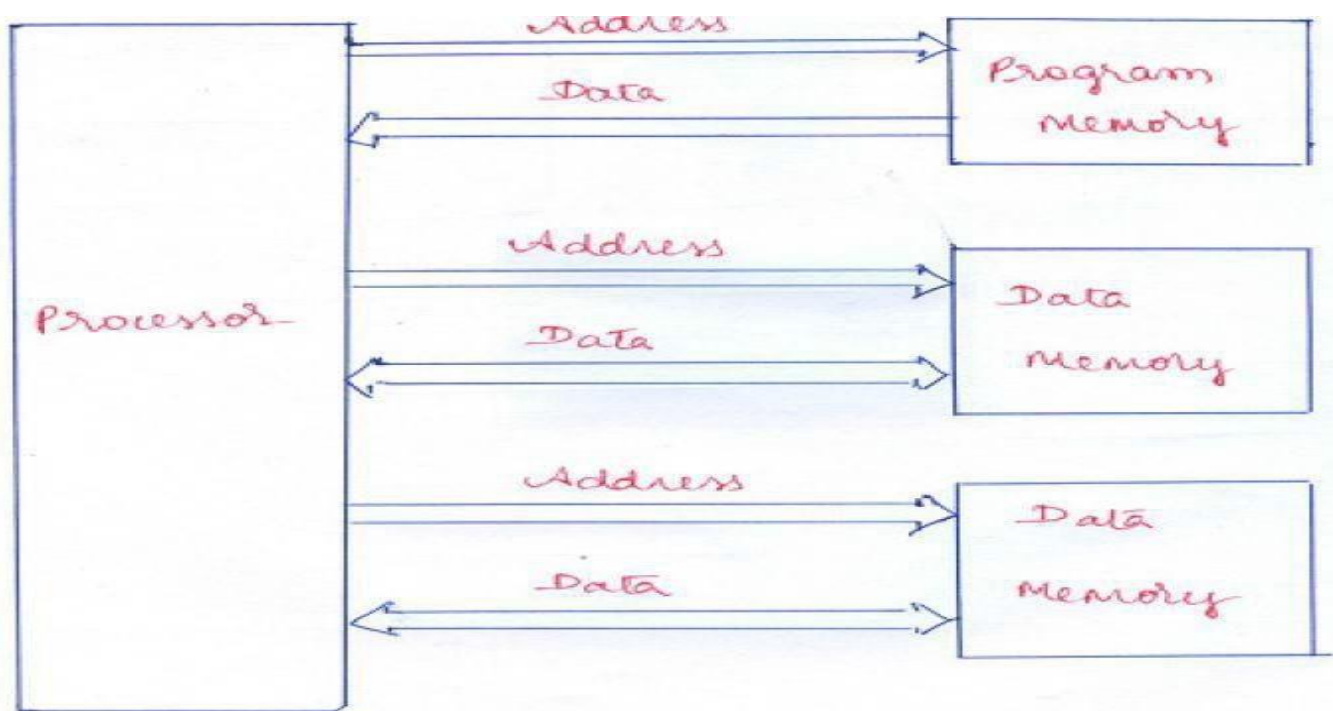 Address
Program
Memory
Data
Address
Data
Memory
Processor
Data
Address
Data
Memory
Data